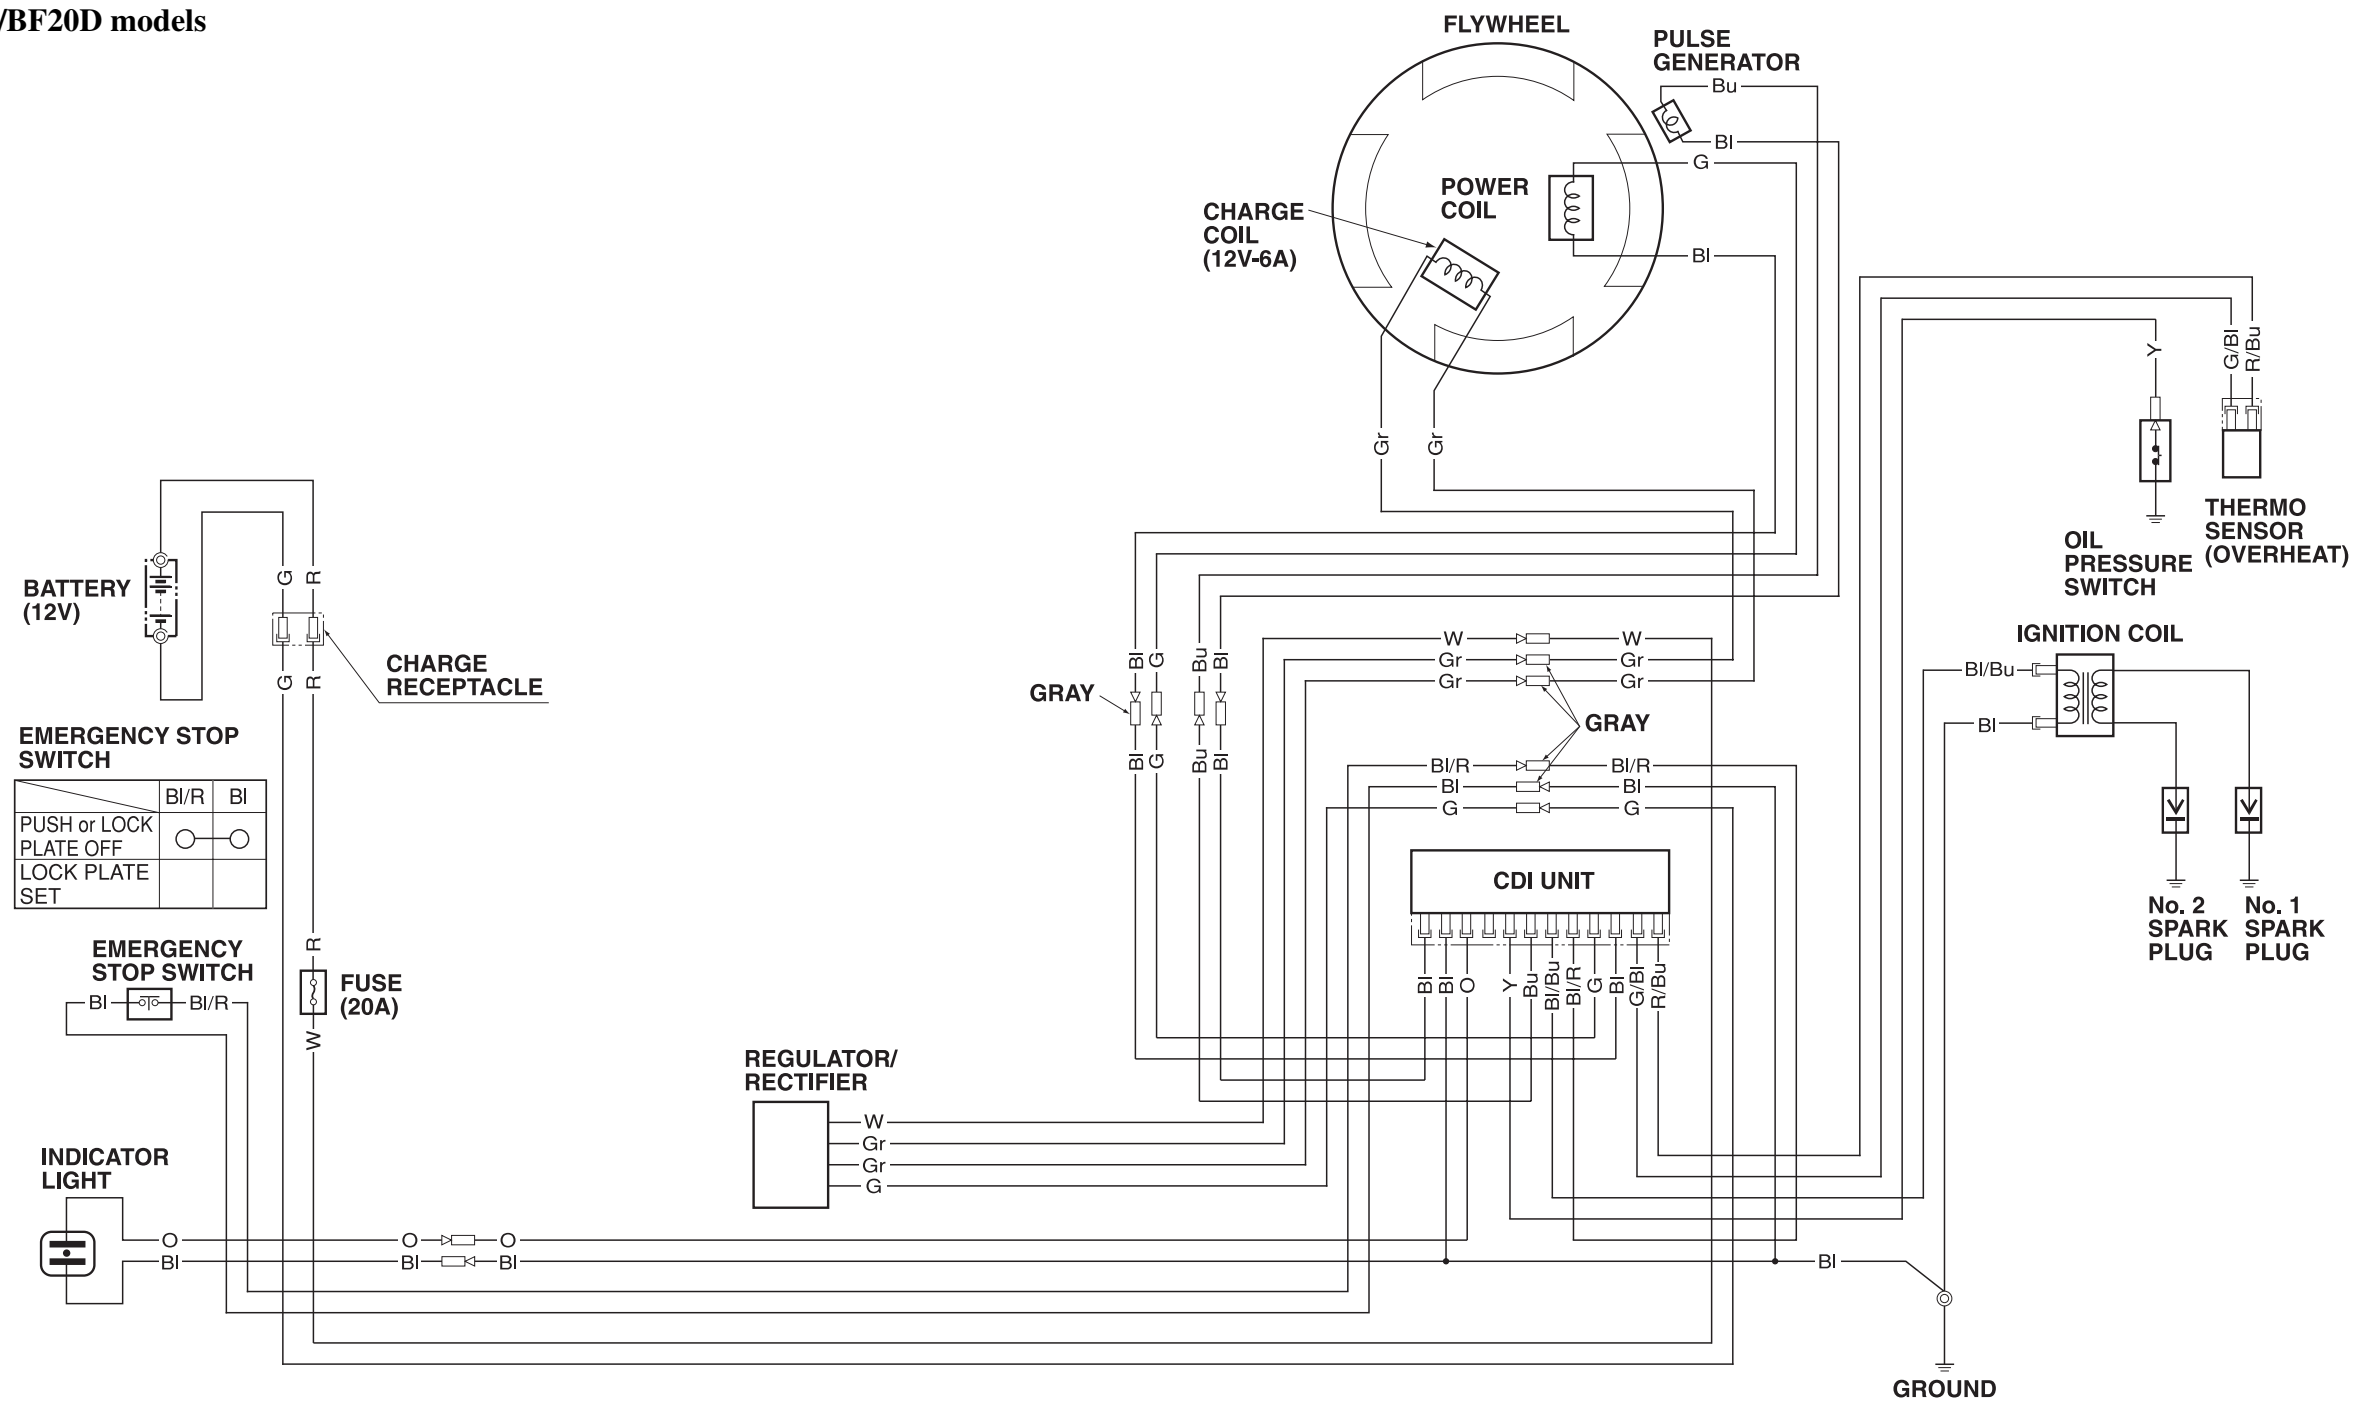 /BF20D models
FLYWHEEL
PULSE
GENERATOR
Bu
Bl
G
POWER
COIL
CHARGE
COIL
(12V-6A)
Bl
Y
G/Bl
R/Bu
Gr
Gr
BATTERY
(12V)
G
R
G
R
CHARGE
RECEPTACLE
THERMO
SENSOR
(OVERHEAT)
OIL
PRESSURE
SWITCH
IGNITION COIL
Bl/Bu
Bl
Bl
G
Bu
Bl
GRAY
Bl
G
Bu
Bl
W
W
Gr
Gr
Gr
Gr
GRAY
Bl/R
Bl/R
Bl
Bl
G
G
EMERGENCY STOP
SWITCH
Bl/R
Bl
PUSH or LOCK
PLATE OFF
LOCK PLATE
SET
CDI UNIT
No. 2
SPARK
PLUG
No. 1
SPARK
PLUG
Bl
Bl
O
Y
Bu
Bl/Bu
Bl/R
G
Bl
G/Bl
R/Bu
EMERGENCY
STOP SWITCH
Bl
Bl/R
R
FUSE
(20A)
W
REGULATOR/
RECTIFIER
W
Gr
Gr
G
INDICATOR
LIGHT
O
O
O
Bl
Bl
Bl
Bl
GROUND